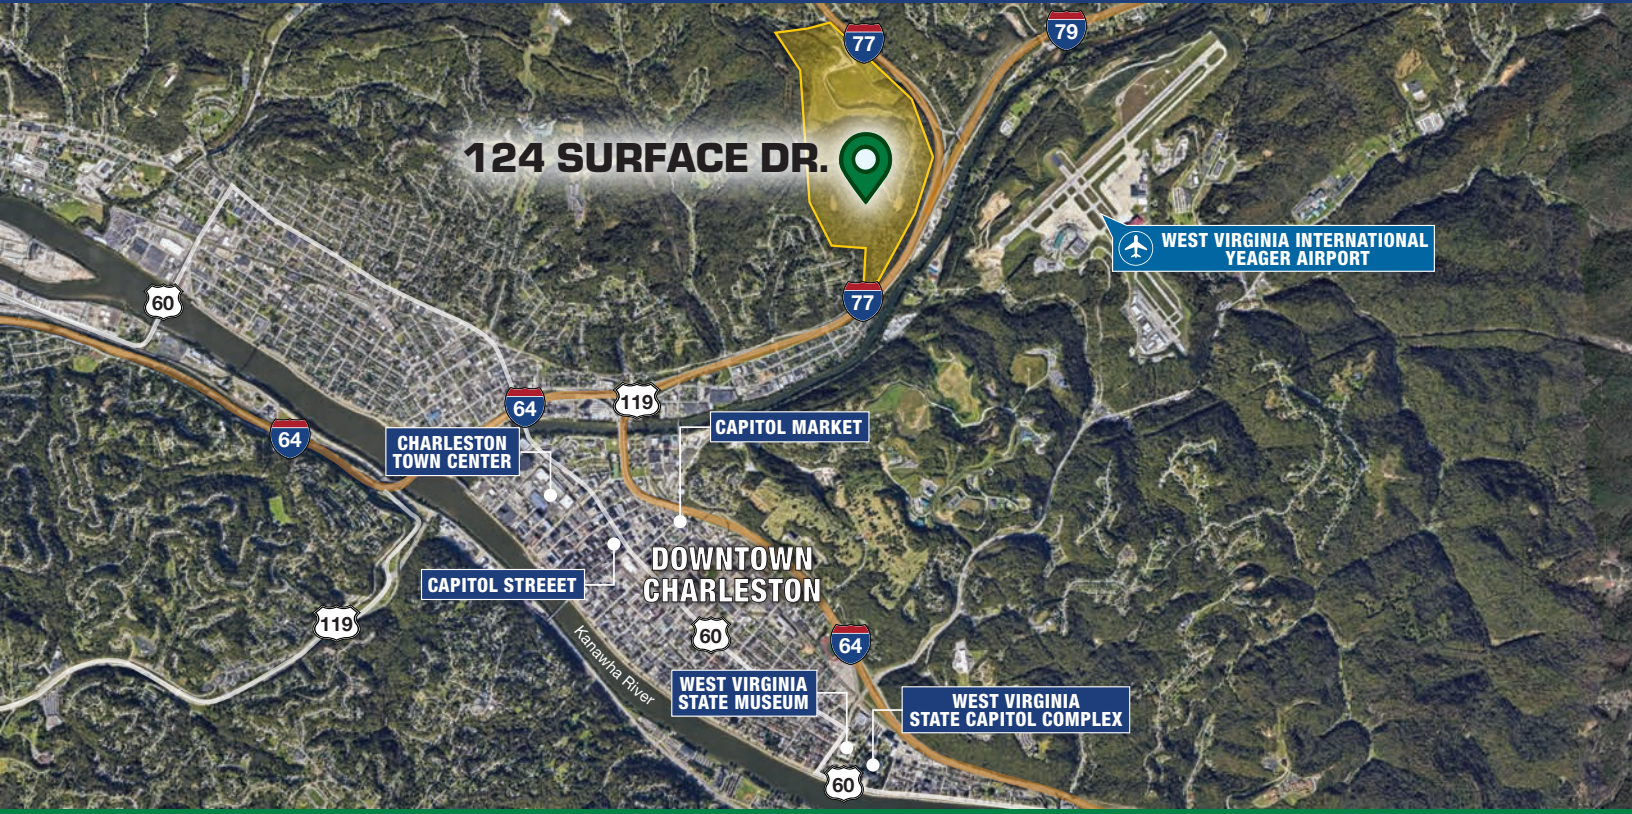 77
79
124 SURFACE DR.
WEST VIRGINIA INTERNATIONAL
YEAGER AIRPORT
60
77
64
119
64
CHARLESTON
TOWN CENTER
CAPITOL MARKET
DOWNTOWN
CHARLESTON
CAPITOL STREEET
119
60
64
Kanawha River
WEST VIRGINIA
STATE MUSEUM
WEST VIRGINIA
STATE CAPITOL COMPLEX
60